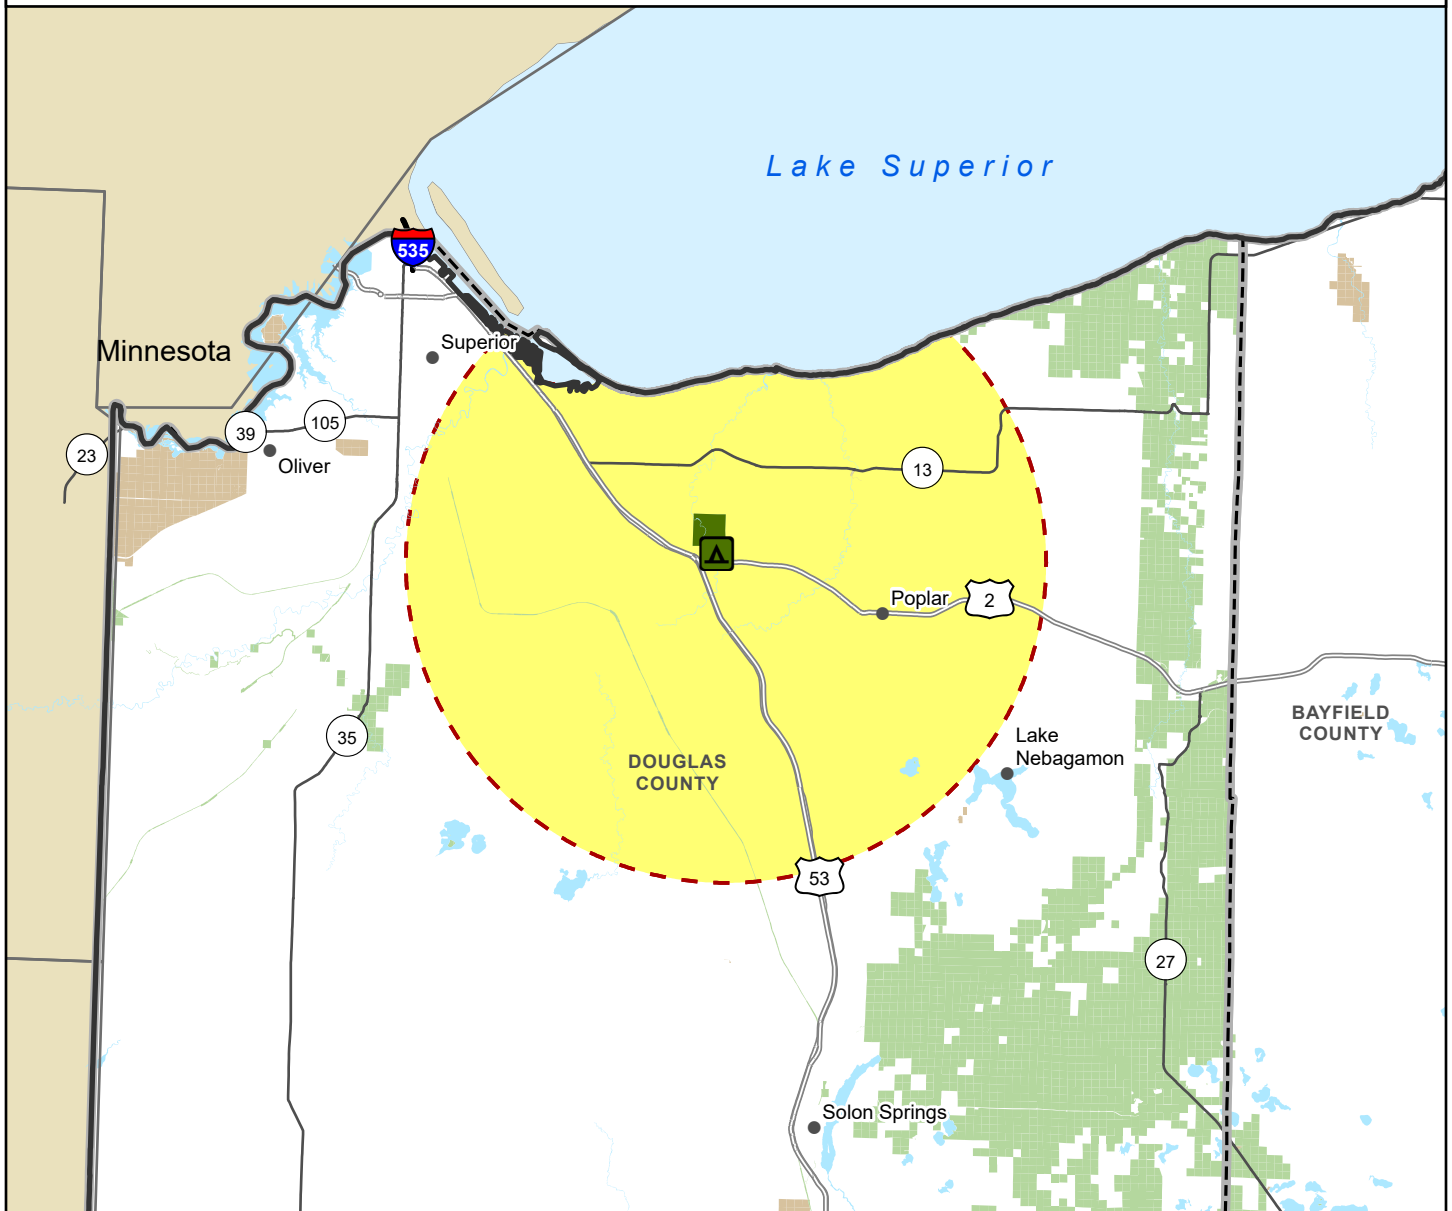 Lake Superior
535
Superior
Minnesota
105
39
23
Oliver
13
Poplar
2
35
BAYFIELD
COUNTY
Lake
Nebagamon
DOUGLAS
COUNTY
53
27
Solon Springs